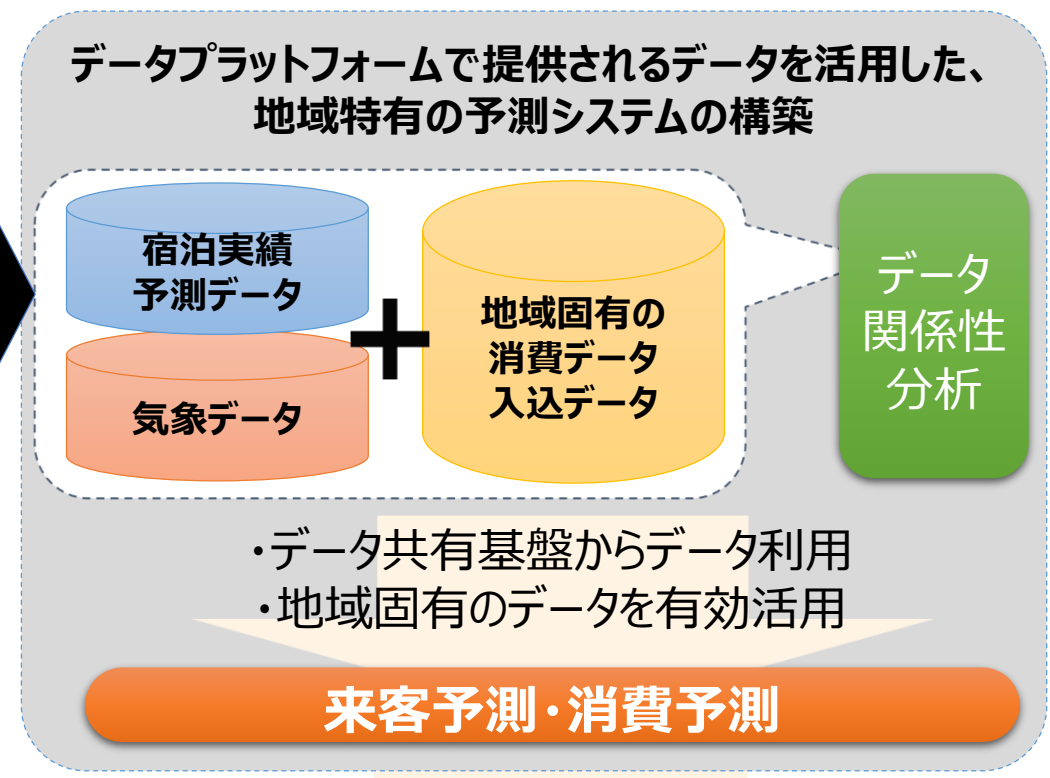 データプラットフォームで提供されるデータを活用した、
地域特有の予測システムの構築
宿泊実績
予測データ
気象データ
+
地域固有の
消費データ
入込データ
データ
関係性
分析
・データ共有基盤からデータ利用
・地域固有のデータを有効活用
来客予測・消費予測